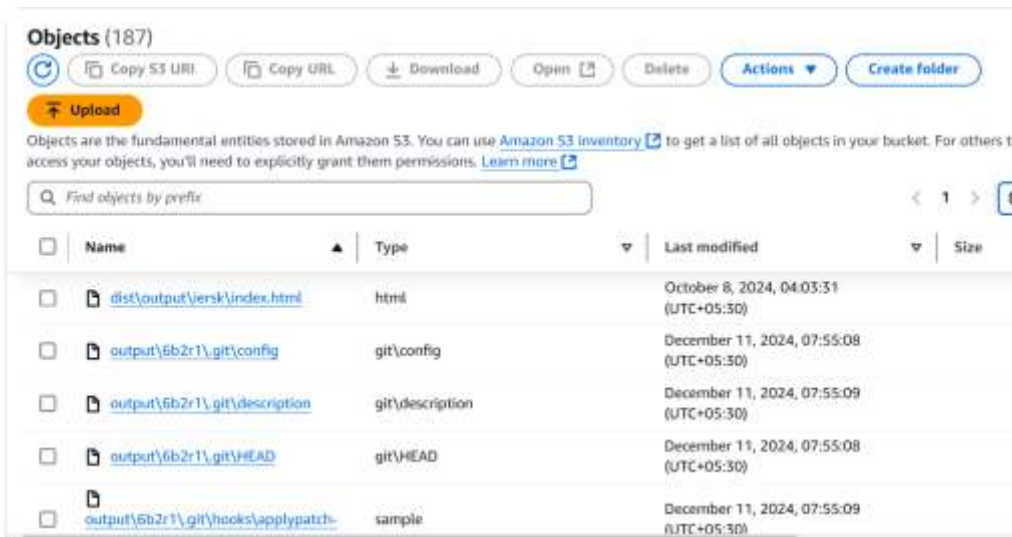 Objects (187)
Copy S3 URI Copy URL Download Open Delete Actions Create folder
Upload
Objects are the fundamental entities stored in Amazon S3. You can use Amazon S3 inventory to get a list of all objects in your bucket. For others t
access your objects, you'll need to explicitly grant them permissions. Learn more
Find objects by prefix 1
Name Type Last modified Size
dist\output\iersk\index.html html October 8, 2024, 04:03:31
(UTC+05:30)
output\6b2r1\.git\config git\config December 11, 2024, 07:55:08
(UTC+05:30)
output\6b2r1\.git\description git\description December 11, 2024, 07:55:09
(UTC+05:30)
output\6b2r1\.git\HEAD git\HEAD December 11, 2024, 07:55:08
(UTC+05:30)
output\6b2r1\.git\hooks\applypatch- sample December 11, 2024, 07:55:09
(UTC+05:30)